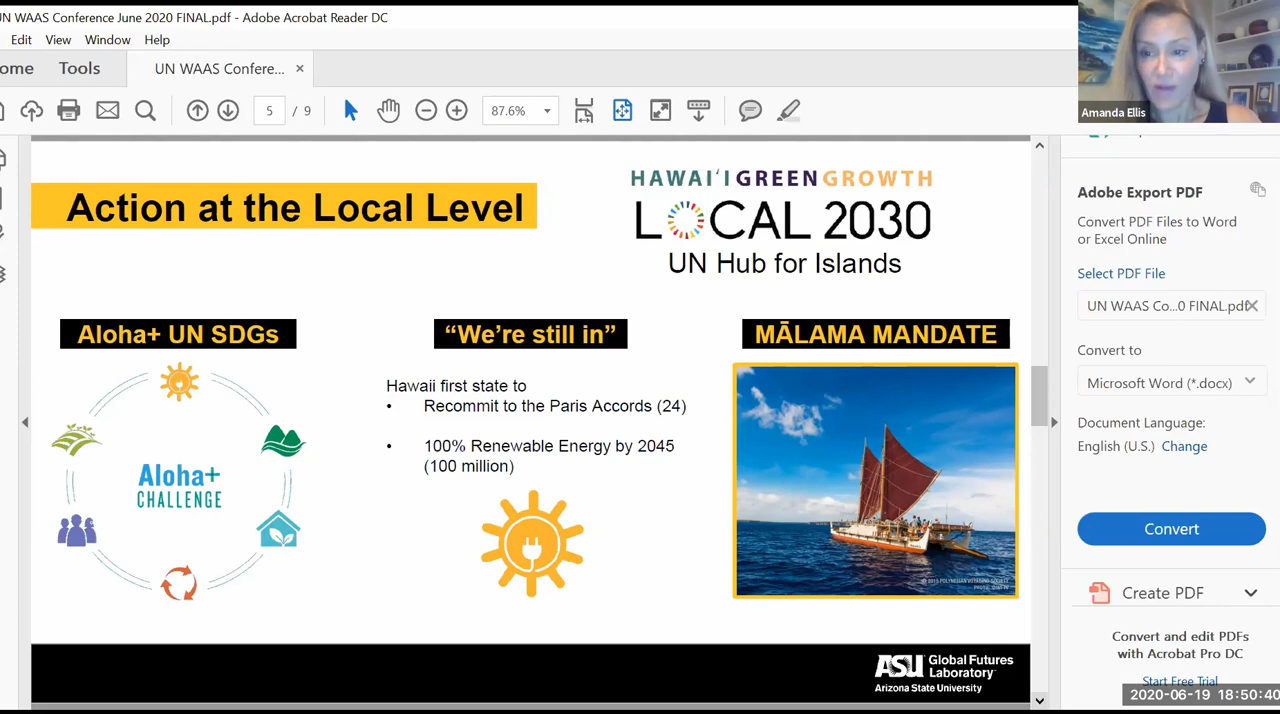 UN WAAS Conference June 2020 FINAL.pdf - Adobe Acrobat Reader DC
Edit View Window Help
ome Tools UN WAAS Confere... ×
5 / 9 87.6%
Amanda Ellis
Action at the Local Level
HAWAIʻI GREEN GROWTH
LOCAL 2030
UN Hub for Islands
Aloha+ UN SDGs
Aloha+
CHALLENGE
“We’re still in”
Hawaii first state to
• Recommit to the Paris Accords (24)
• 100% Renewable Energy by 2045
(100 million)
MĀLAMA MANDATE
© 2015 POLYNESIAN VOYAGING SOCIETY
ASU Global Futures
Laboratory
Arizona State University
Adobe Export PDF
Convert PDF Files to Word
or Excel Online
Select PDF File
UN WAAS Co...0 FINAL.pdf
Convert to
Microsoft Word (*.docx)
Document Language:
English (U.S.) Change
Convert
Create PDF
Convert and edit PDFs
with Acrobat Pro DC
Start Free Trial
2020-06-19 18:50:40